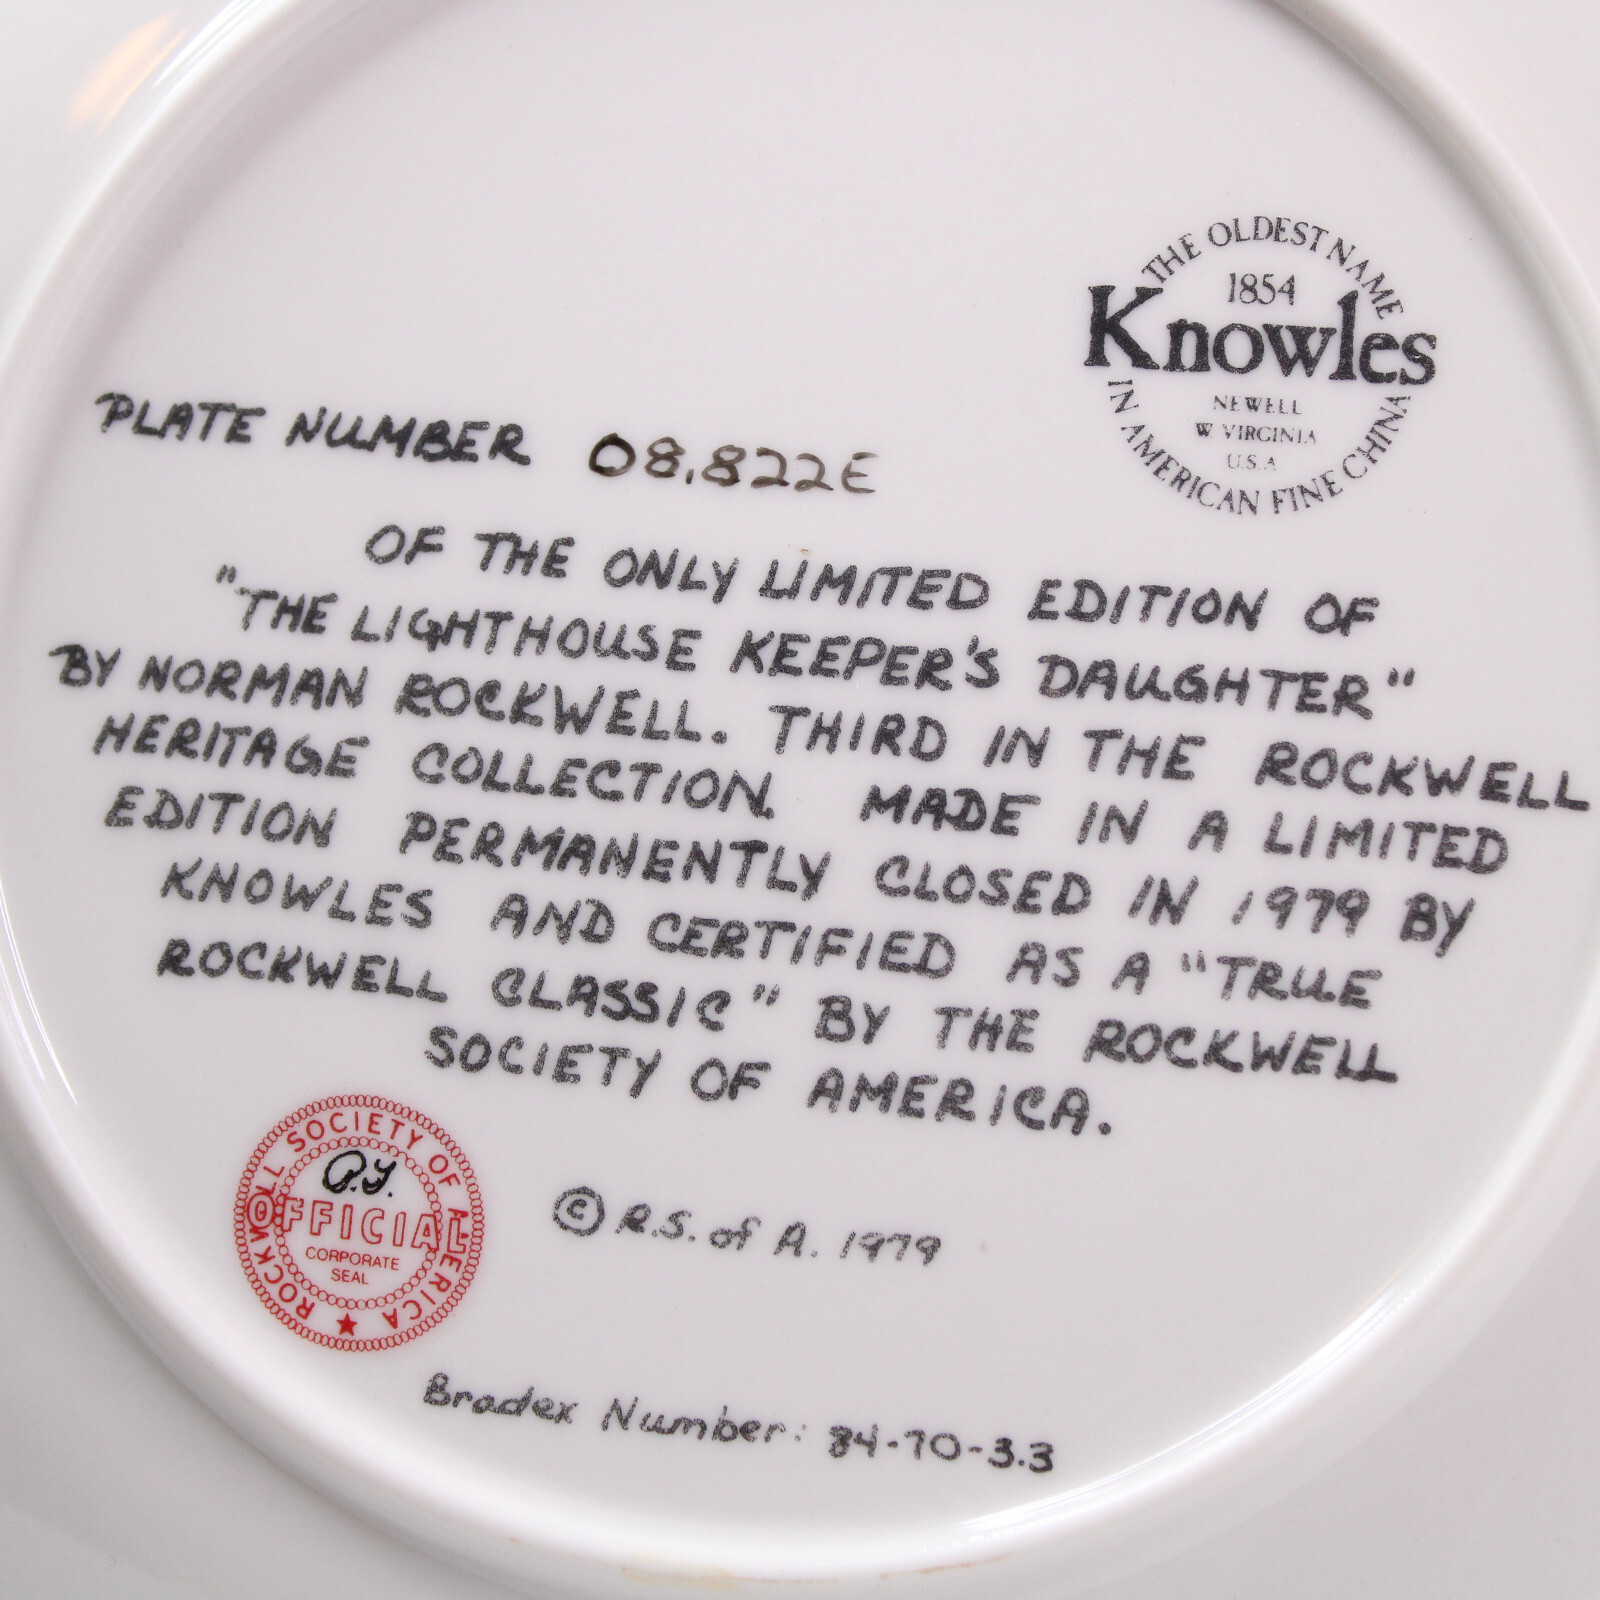 THE OLDEST NAME
1854
Knowles
NEWELL
W. VIRGINIA
U.S.A
IN AMERICAN FINE CHINA
PLATE NUMBER 08,822E
OF THE ONLY LIMITED EDITION OF
"THE LIGHTHOUSE KEEPER'S DAUGHTER"
BY NORMAN ROCKWELL. THIRD IN THE ROCKWELL
HERITAGE COLLECTION. MADE IN A LIMITED
EDITION PERMANENTLY CLOSED IN 1979 BY
KNOWLES AND CERTIFIED AS A "TRUE
ROCKWELL CLASSIC" BY THE ROCKWELL
SOCIETY OF AMERICA.
ROCKWELL SOCIETY OF AMERICA
P.J.
OFFICIAL
CORPORATE
SEAL
© R.S. of A. 1979
Bradex Number: 84-70-3.3